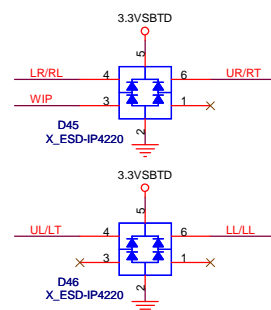 3.3VSBTD
5
LR/RL 4 6 UR/RT
WIP 3 1
D45 2
X_ESD-IP4220
3.3VSBTD
5
UL/LT 4 6 LL/LL
3 1
D46 2
X_ESD-IP4220